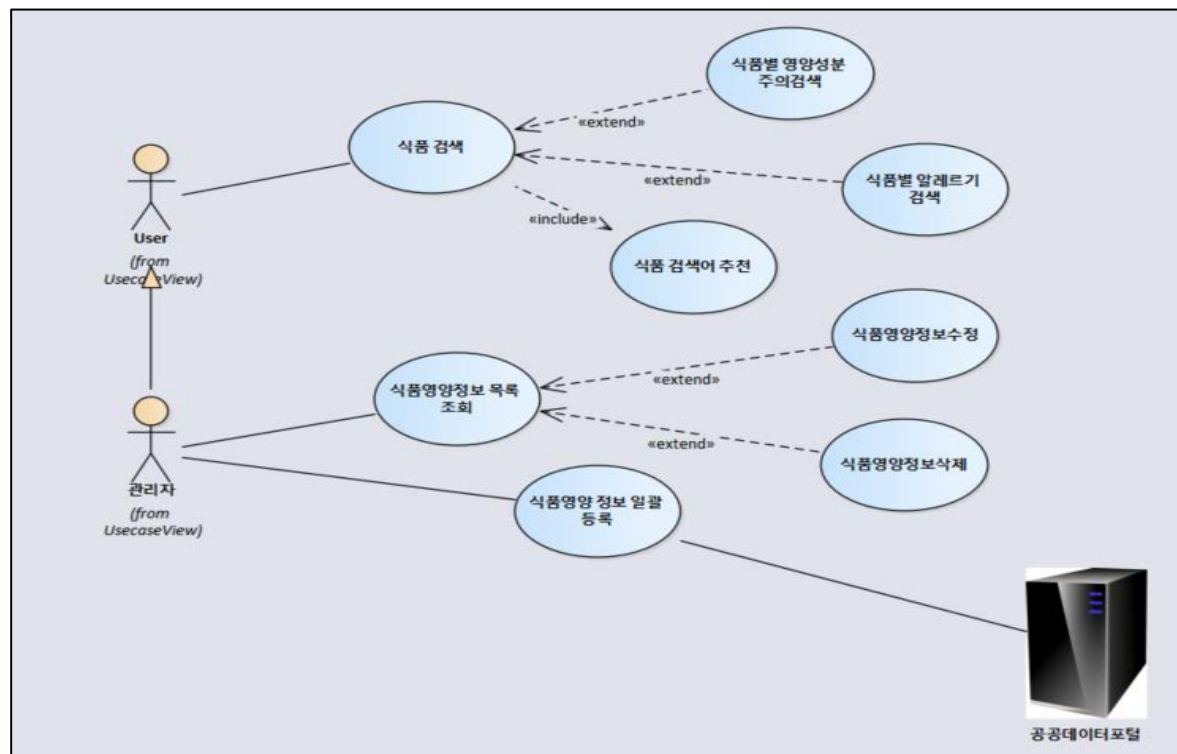 식품별 영양성분
주의검색
«extend»
식품 검색
«extend»
식품별 알레르기
검색
«include»
식품 검색어 추천
User
(from
UsecaseView)
식품영양정보수정
«extend»
식품영양정보 목록
조회
«extend»
식품영양정보삭제
관리자
(from
UsecaseView)
식품영양 정보 일괄
등록
공공데이터포털